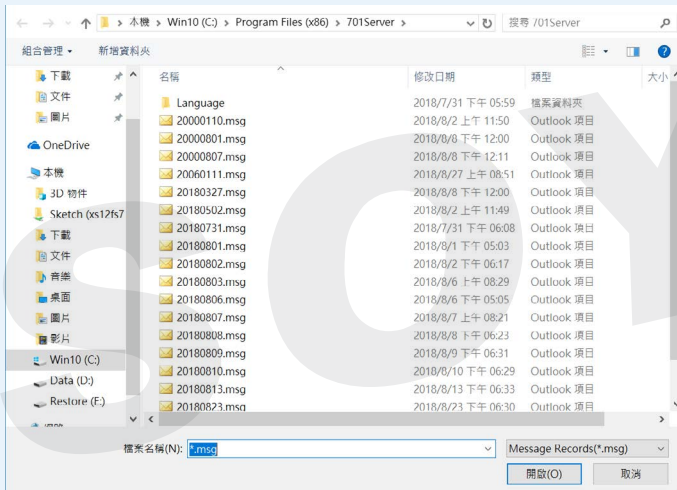 本機 › Win10 (C:) › Program Files (x86) › 701Server ›
搜尋 701Server
組合管理
新增資料夾
下載
文件
圖片
OneDrive
本機
3D 物件
Sketch (xs12fs7
下載
文件
音樂
桌面
圖片
影片
Win10 (C:)
Data (D:)
Restore (E:)
網路
名稱 修改日期 類型 大小
Language 2018/7/31 下午 05:59 檔案資料夾
20000110.msg 2018/8/2 上午 11:50 Outlook 項目
20000801.msg 2018/8/8 下午 12:00 Outlook 項目
20000807.msg 2018/8/8 下午 12:11 Outlook 項目
20060111.msg 2018/8/27 上午 08:51 Outlook 項目
20180327.msg 2018/8/8 下午 12:00 Outlook 項目
20180502.msg 2018/8/2 上午 11:49 Outlook 項目
20180731.msg 2018/7/31 下午 06:08 Outlook 項目
20180801.msg 2018/8/1 下午 05:03 Outlook 項目
20180802.msg 2018/8/2 下午 06:17 Outlook 項目
20180803.msg 2018/8/6 上午 08:29 Outlook 項目
20180806.msg 2018/8/6 下午 05:05 Outlook 項目
20180807.msg 2018/8/7 上午 08:21 Outlook 項目
20180808.msg 2018/8/8 下午 06:23 Outlook 項目
20180809.msg 2018/8/9 下午 06:31 Outlook 項目
20180810.msg 2018/8/10 下午 06:29 Outlook 項目
20180813.msg 2018/8/13 下午 06:33 Outlook 項目
20180823.msg 2018/8/23 下午 06:30 Outlook 項目
檔案名稱(N): *.msg
Message Records(*.msg)
開啟(O) 取消